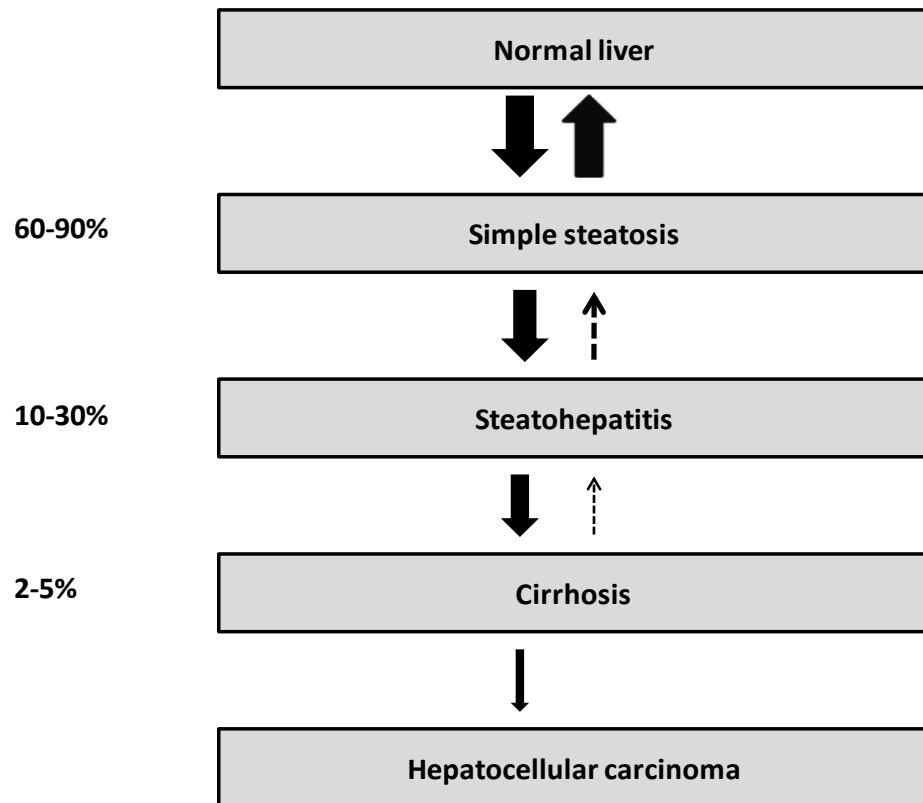 Normal liver
60-90%
Simple steatosis
10-30%
Steatohepatitis
2-5%
Cirrhosis
Hepatocellular carcinoma